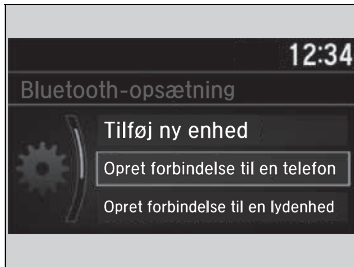 12:34
Bluetooth-opsætning
Tilføj ny enhed
Opret forbindelse til en telefon
Opret forbindelse til en lydenhed